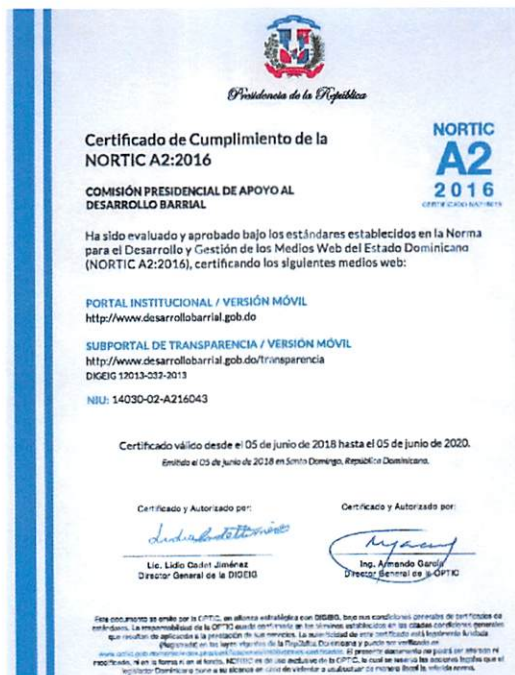 Presidencia de la República
Certificado de Cumplimiento de la
NORTIC A2:2016
NORTIC
A2
2016
COMISIÓN PRESIDENCIAL DE APOYO AL
DESARROLLO BARRIAL
Ha sido evaluado y aprobado bajo los estándares establecidos en la Norma
para el Desarrollo y Gestión de los Medios Web del Estado Dominicano
(NORTIC A2:2016), certificando los siguientes medios web:
PORTAL INSTITUCIONAL / VERSIÓN MÓVIL
http://www.desarrollobarrial.gob.do
SUBPORTAL DE TRANSPARENCIA / VERSIÓN MÓVIL
http://www.desarrollobarrial.gob.do/transparencia
DIGEIG 12013-032-2013
NIU: 14030-02-A216043
Certificado válido desde el 05 de junio de 2018 hasta el 05 de junio de 2020.
Emitido el 05 de junio de 2018 en Santo Domingo, República Dominicana.
Certificado y Autorizado por:
Lic. Lidio Cadet Jiménez
Director General de la DIGEIG
Certificado y Autorizado por:
Ing. Armando García
Director General de la OPTIC